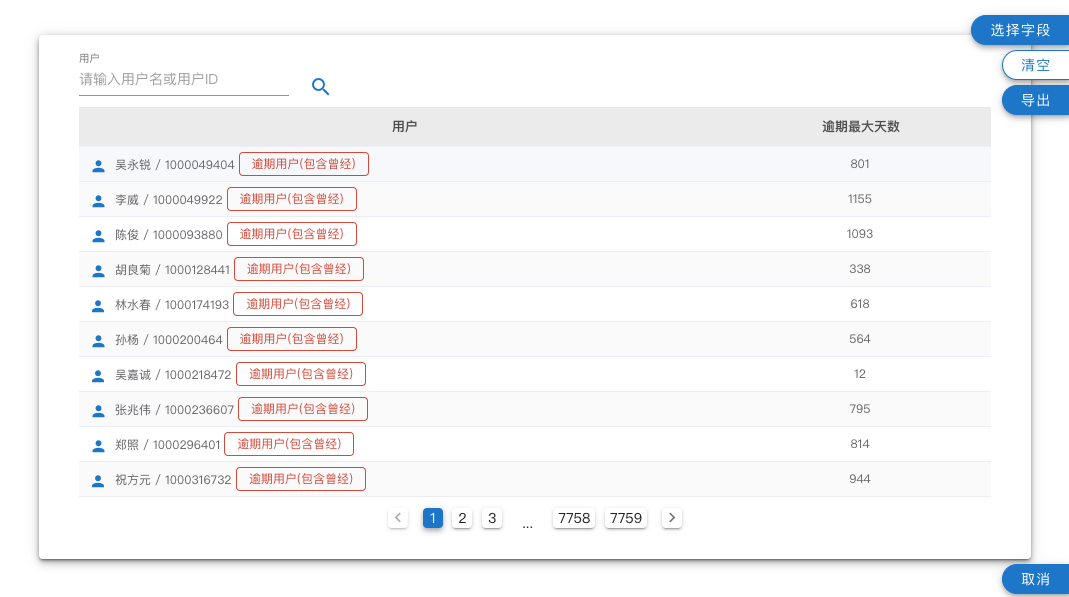 选择字段
用户
请输入用户名或用户ID
清空
导出
用户 逾期最大天数
吴永锐 / 1000049404 逾期用户(包含曾经) 801
李威 / 1000049922 逾期用户(包含曾经) 1155
陈俊 / 1000093880 逾期用户(包含曾经) 1093
胡良菊 / 1000128441 逾期用户(包含曾经) 338
林水春 / 1000174193 逾期用户(包含曾经) 618
孙杨 / 1000200464 逾期用户(包含曾经) 564
吴嘉诚 / 1000218472 逾期用户(包含曾经) 12
张兆伟 / 1000236607 逾期用户(包含曾经) 795
郑照 / 1000296401 逾期用户(包含曾经) 814
祝方元 / 1000316732 逾期用户(包含曾经) 944
1 2 3 ... 7758 7759
取消